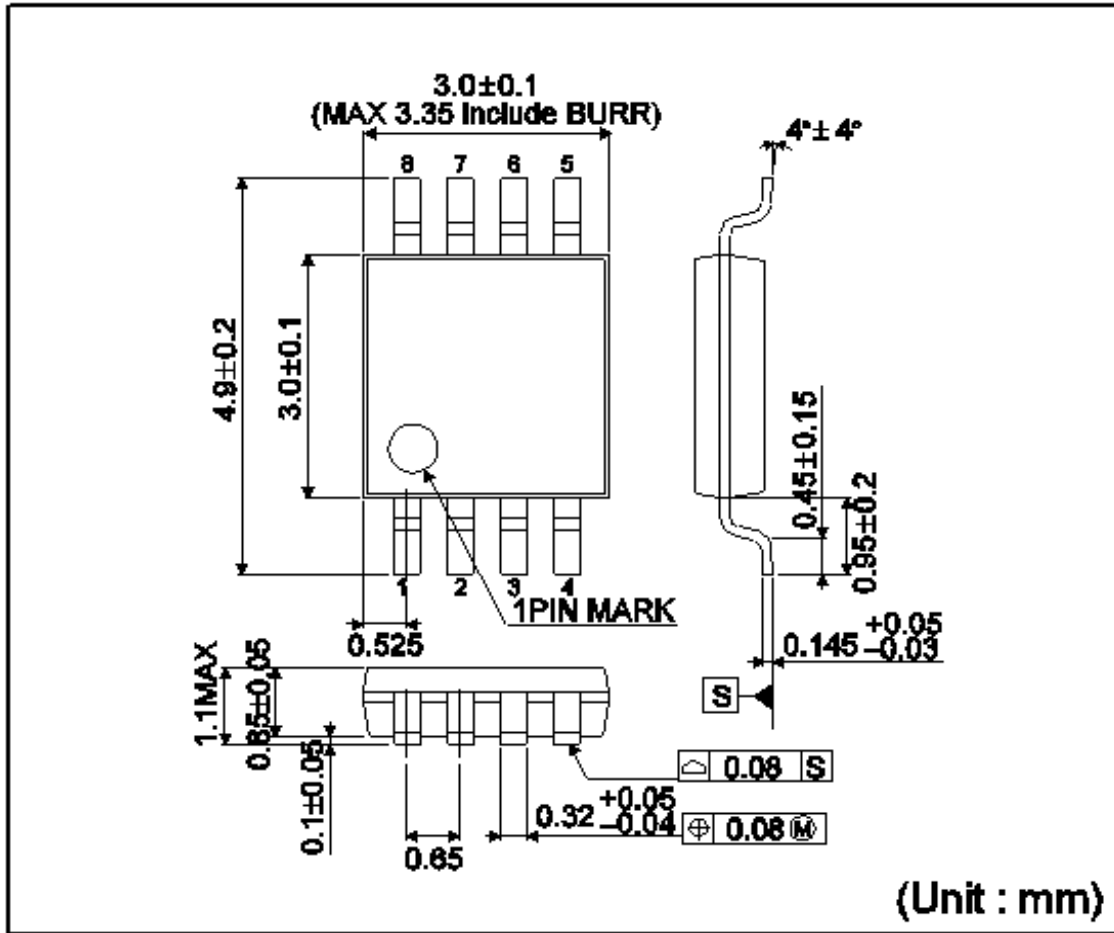 3.0±0.1
(MAX 3.35 Include BURR)
8 7 6 5
4°±4°
4.9±0.2
3.0±0.1
0.45±0.15
0.95±0.2
1 2 3 4
1PIN MARK
0.525
0.145 +0.05 −0.03
S
1.1MAX
0.85±0.05
0.1±0.05
0.08 S
0.32 +0.05 −0.04
0.08 Ⓜ
0.65
(Unit : mm)